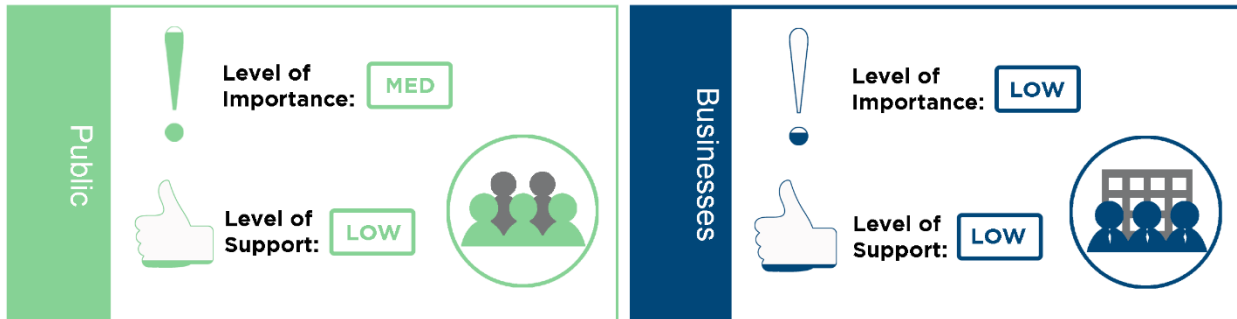 Public
Level of
Importance:
MED
Level of
Support:
LOW
Businesses
Level of
Importance:
LOW
Level of
Support:
LOW